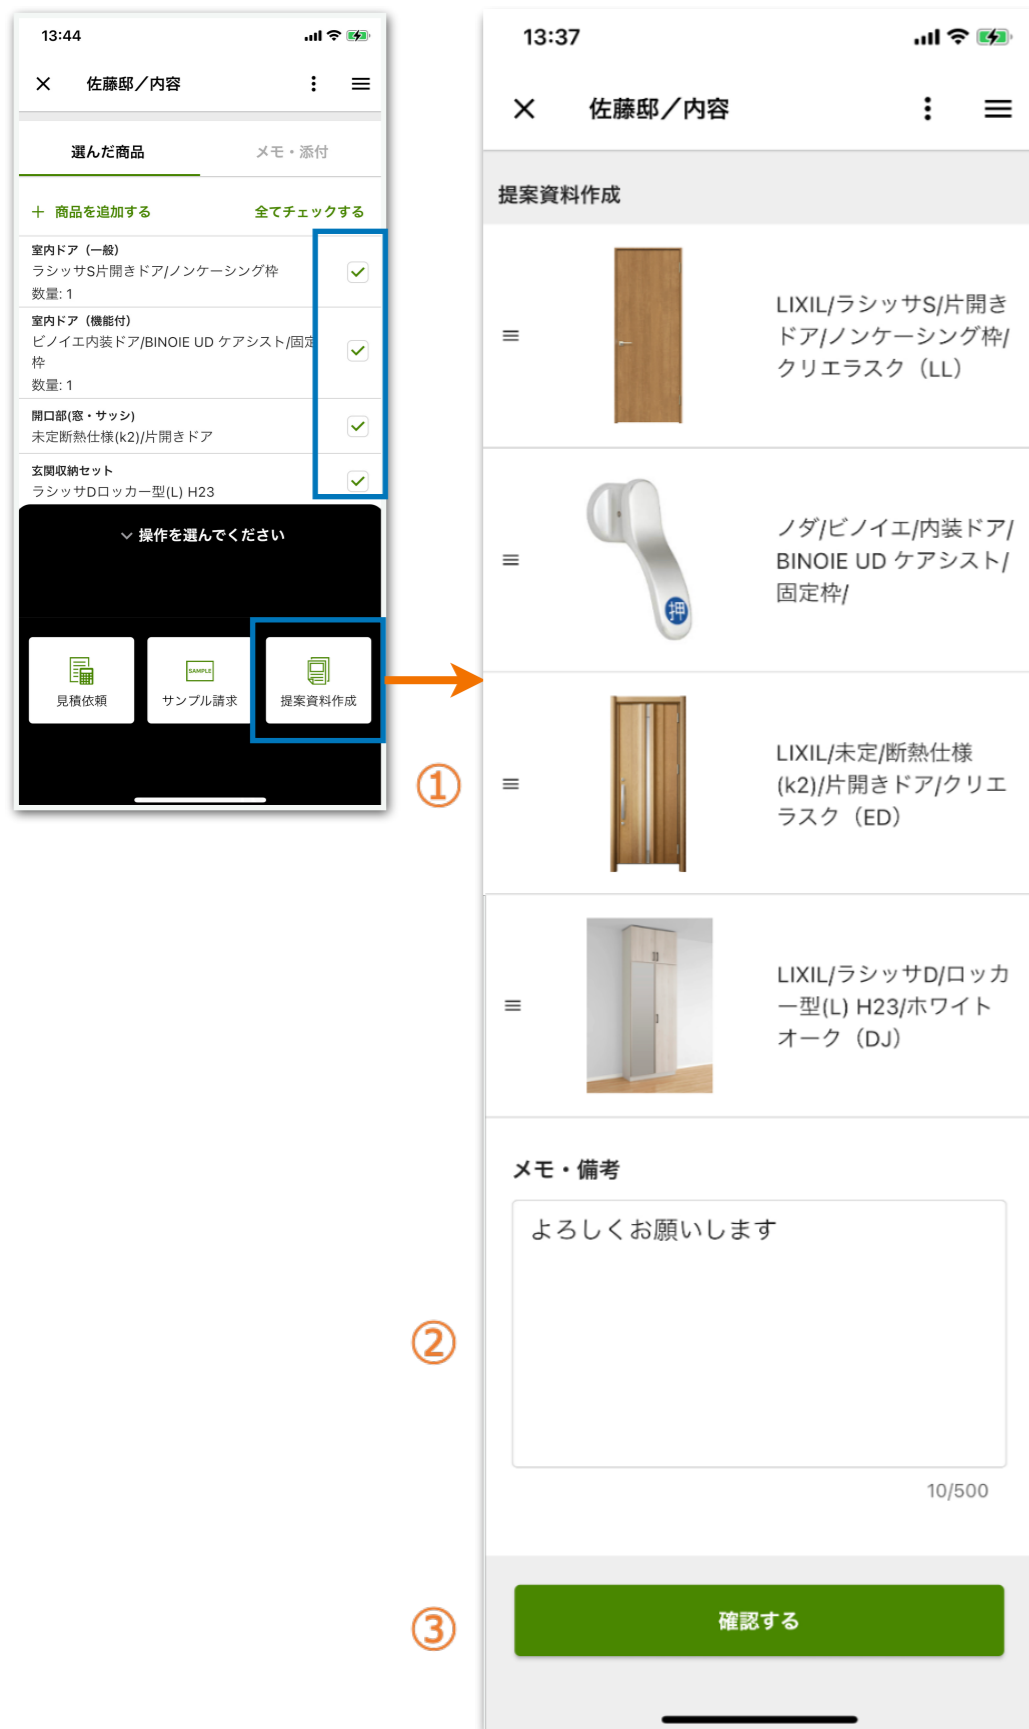 13:44
佐藤邸／内容
選んだ商品
メモ・添付
＋ 商品を追加する
全てチェックする
室内ドア（一般）
ラシッサS片開きドア/ノンケーシング枠
数量: 1
室内ドア（機能付）
ビノイエ内装ドア/BINOIE UD ケアシスト/固定
枠
数量: 1
開口部(窓・サッシ)
未定断熱仕様(k2)/片開きドア
玄関収納セット
ラシッサDロッカー型(L) H23
操作を選んでください
見積依頼
SAMPLE
サンプル請求
提案資料作成
13:37
佐藤邸／内容
提案資料作成
LIXIL/ラシッサS/片開き
ドア/ノンケーシング枠/
クリエラスク（LL）
押
ノダ/ビノイエ/内装ドア/
BINOIE UD ケアシスト/
固定枠/
①
LIXIL/未定/断熱仕様
(k2)/片開きドア/クリエ
ラスク（ED）
LIXIL/ラシッサD/ロッカ
ー型(L) H23/ホワイト
オーク（DJ）
メモ・備考
よろしくお願いします
②
10/500
③
確認する